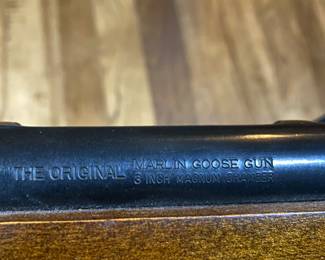 "THE ORIGINAL MARLIN GOOSE GUN
3 INCH MAGNUM CHAMBER